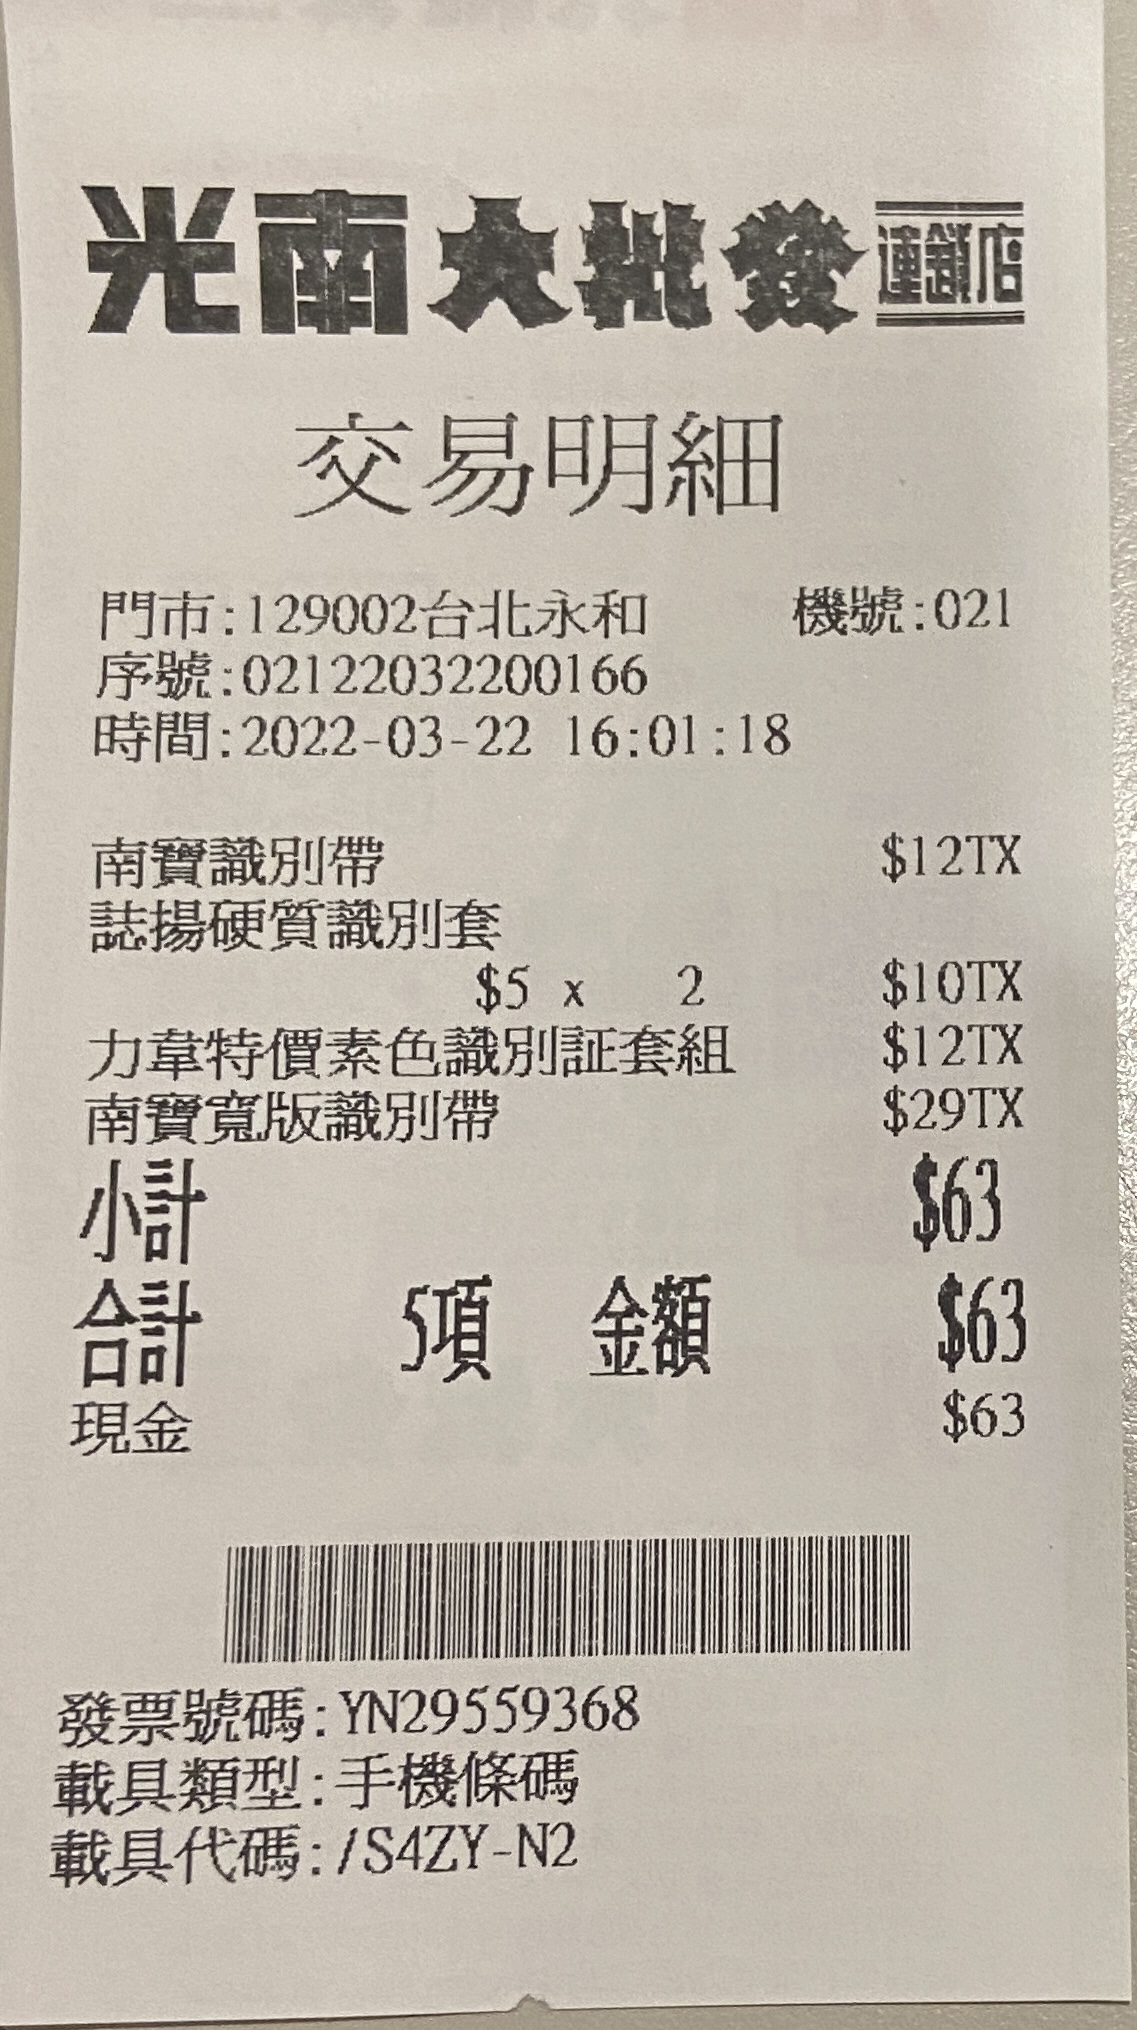 光南大批發連鎖店
交易明細
門市:129002台北永和 機號:021
序號:02122032200166
時間:2022-03-22 16:01:18
南寶識別帶 $12TX
誌揚硬質識別套
$5 x 2 $10TX
力韋特價素色識別証套組 $12TX
南寶寬版識別帶 $29TX
小計 $63
合計 5項 金額 $63
現金 $63
發票號碼:YN29559368
載具類型:手機條碼
載具代碼:/S4ZY-N2